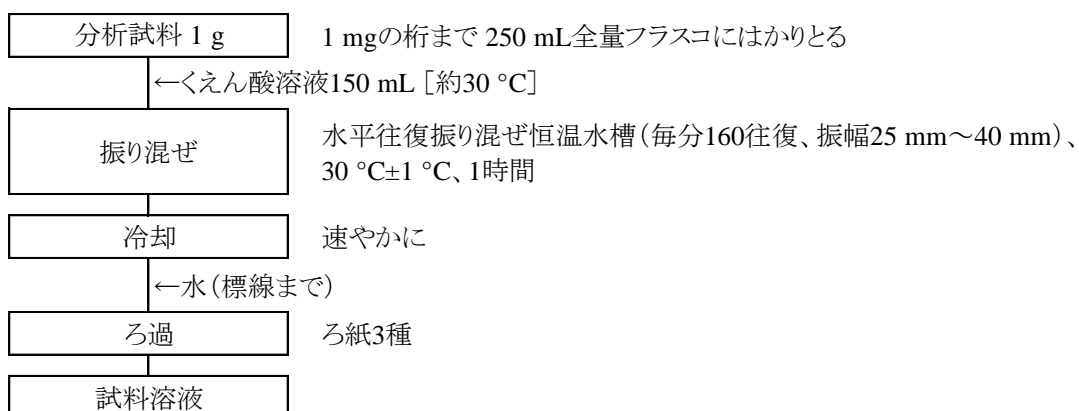 分析試料 1 g
1 mgの桁まで 250 mL全量フラスコにはかりとる
←くえん酸溶液150 mL [約30 °C]
振り混ぜ
水平往復振り混ぜ恒温水槽(毎分160往復、振幅25 mm～40 mm)、
30 °C±1 °C、1時間
冷却
速やかに
←水(標線まで)
ろ過
ろ紙3種
試料溶液